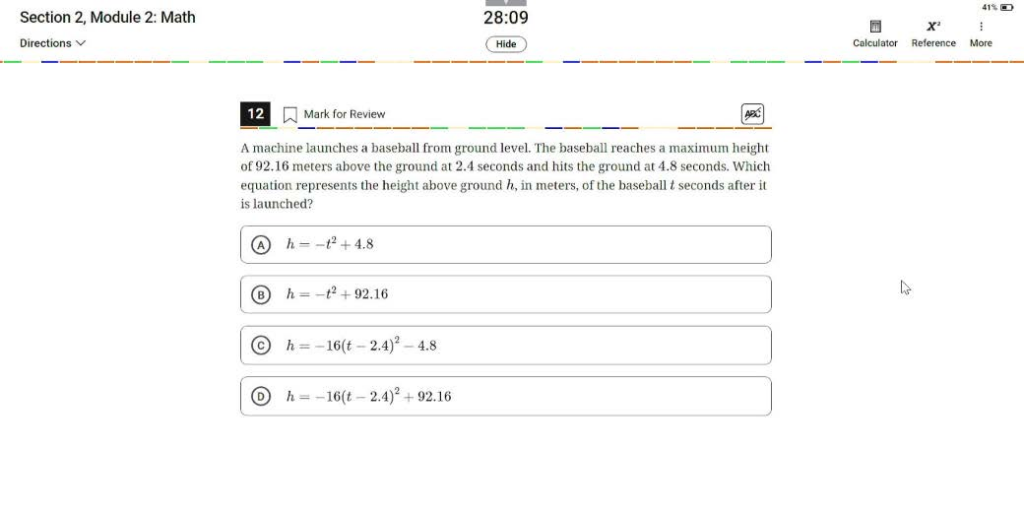 41%
Section 2, Module 2: Math
28:09
Directions
Hide
Calculator
X²
Reference
More
12
Mark for Review
ABC
A machine launches a baseball from ground level. The baseball reaches a maximum height
of 92.16 meters above the ground at 2.4 seconds and hits the ground at 4.8 seconds. Which
equation represents the height above ground h, in meters, of the baseball t seconds after it
is launched?
A h = −t² + 4.8
B h = −t² + 92.16
C h = −16(t − 2.4)² − 4.8
D h = −16(t − 2.4)² + 92.16